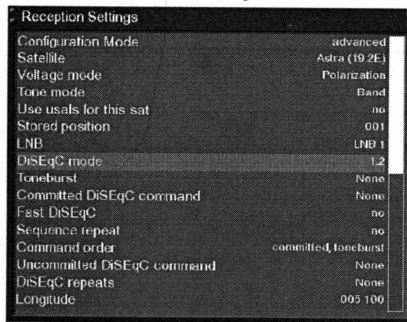 Reception Settings
Configuration Mode advanced
Satellite Astra (19.2E)
Voltage mode Polarization
Tone mode Band
Use usals for this sat no
Stored position 001
LNB LNB 1
DiSEqC mode 1.2
Toneburst None
Committed DiSEqC command None
Fast DiSEqC no
Sequence repeat no
Command order committed, toneburst
Uncommitted DiSEqC command None
DiSEqC repeats None
Longitude 005.100